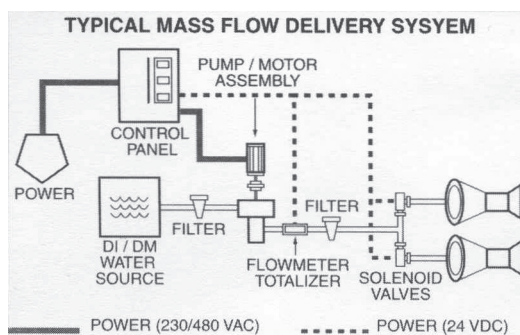 TYPICAL MASS FLOW DELIVERY SYSYEM
PUMP / MOTOR
ASSEMBLY
CONTROL
PANEL
POWER
FILTER
DI / DM
WATER
SOURCE
FILTER
FLOWMETER
TOTALIZER
SOLENOID
VALVES
POWER (230/480 VAC)
POWER (24 VDC)